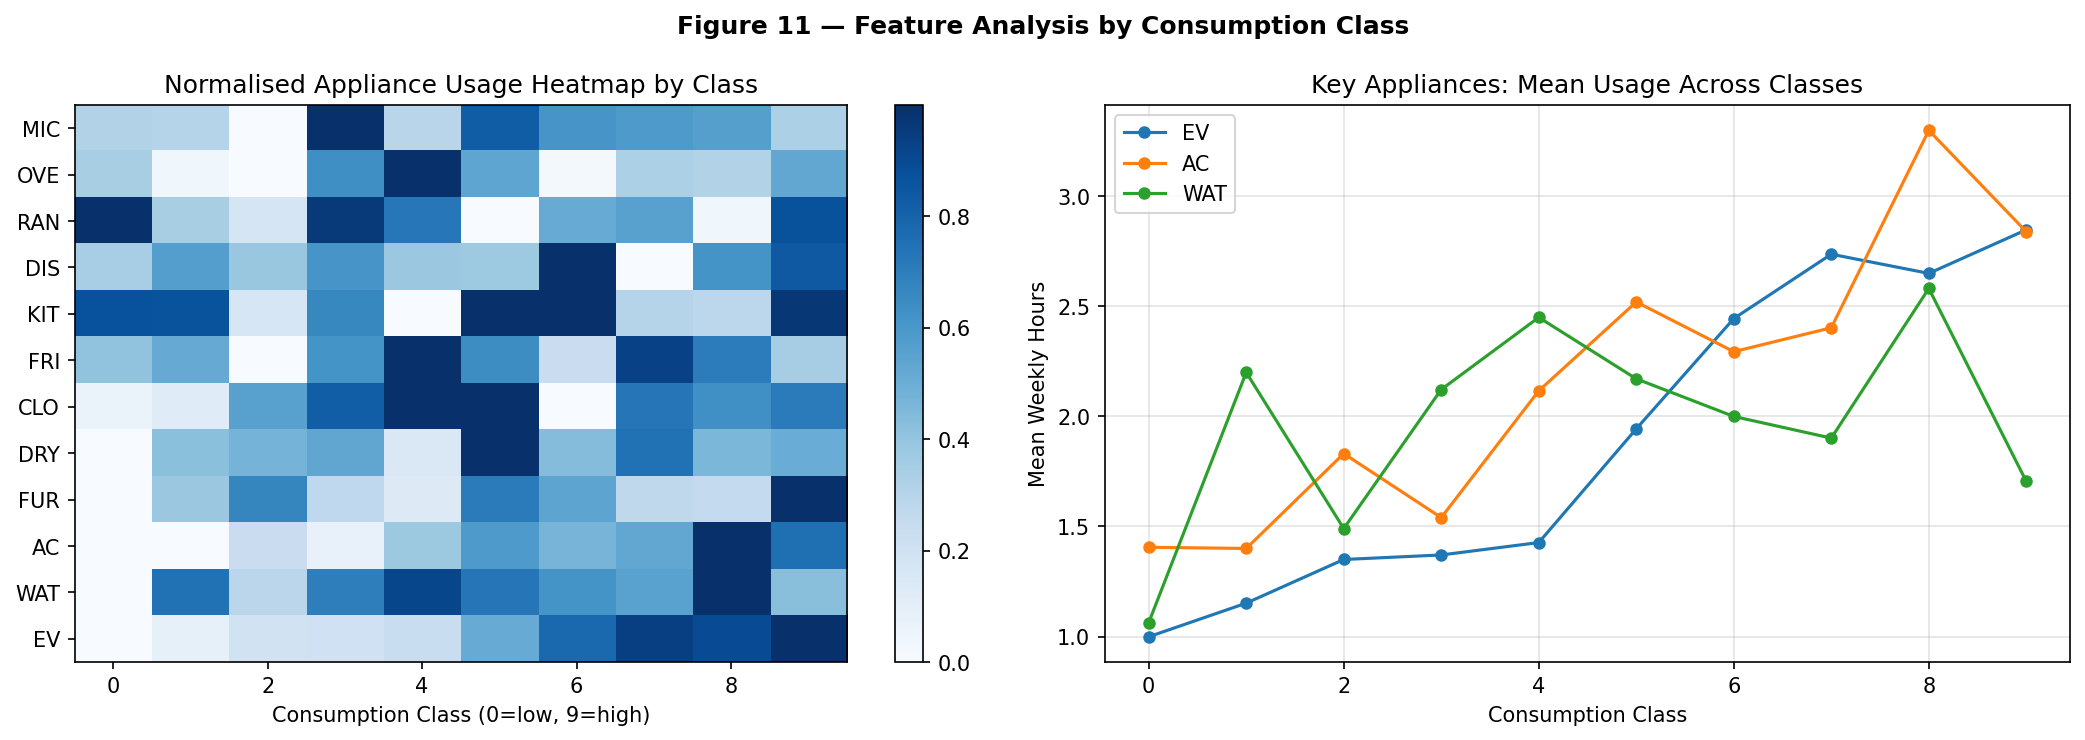 Figure 11 — Feature Analysis by Consumption Class
Normalised Appliance Usage Heatmap by Class
MIC
OVE
RAN
DIS
KIT
FRI
CLO
DRY
FUR
AC
WAT
EV
0 2 4 6 8
Consumption Class (0=low, 9=high)
0.8
0.6
0.4
0.2
0.0
Key Appliances: Mean Usage Across Classes
EV
AC
WAT
Mean Weekly Hours
3.0
2.5
2.0
1.5
1.0
0 2 4 6 8
Consumption Class